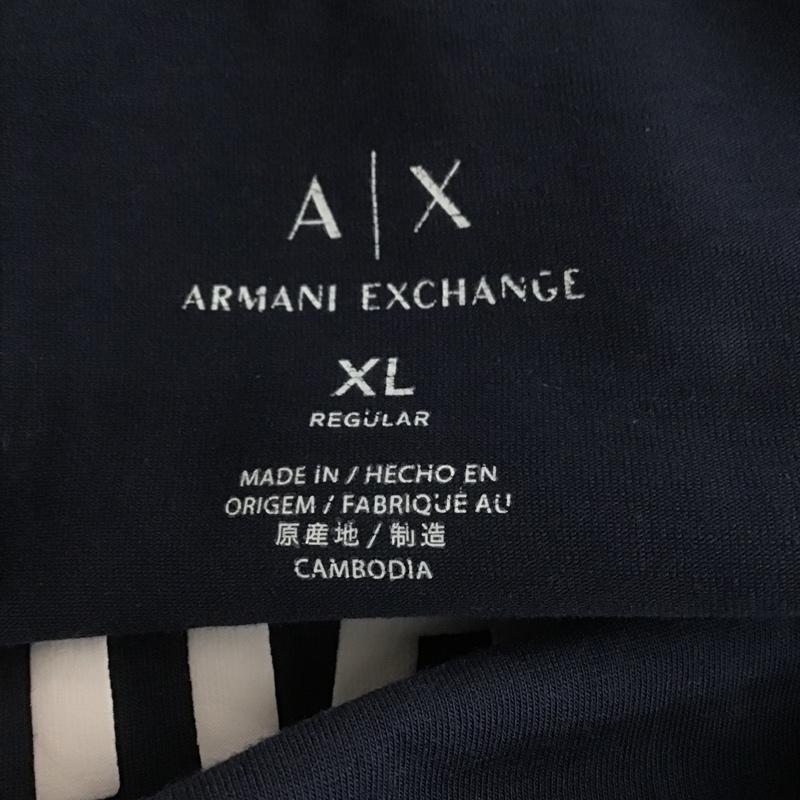 A|X
ARMANI EXCHANGE
XL
REGULAR
MADE IN / HECHO EN
ORIGEM / FABRIQUÉ AU
原産地 / 制造
CAMBODIA